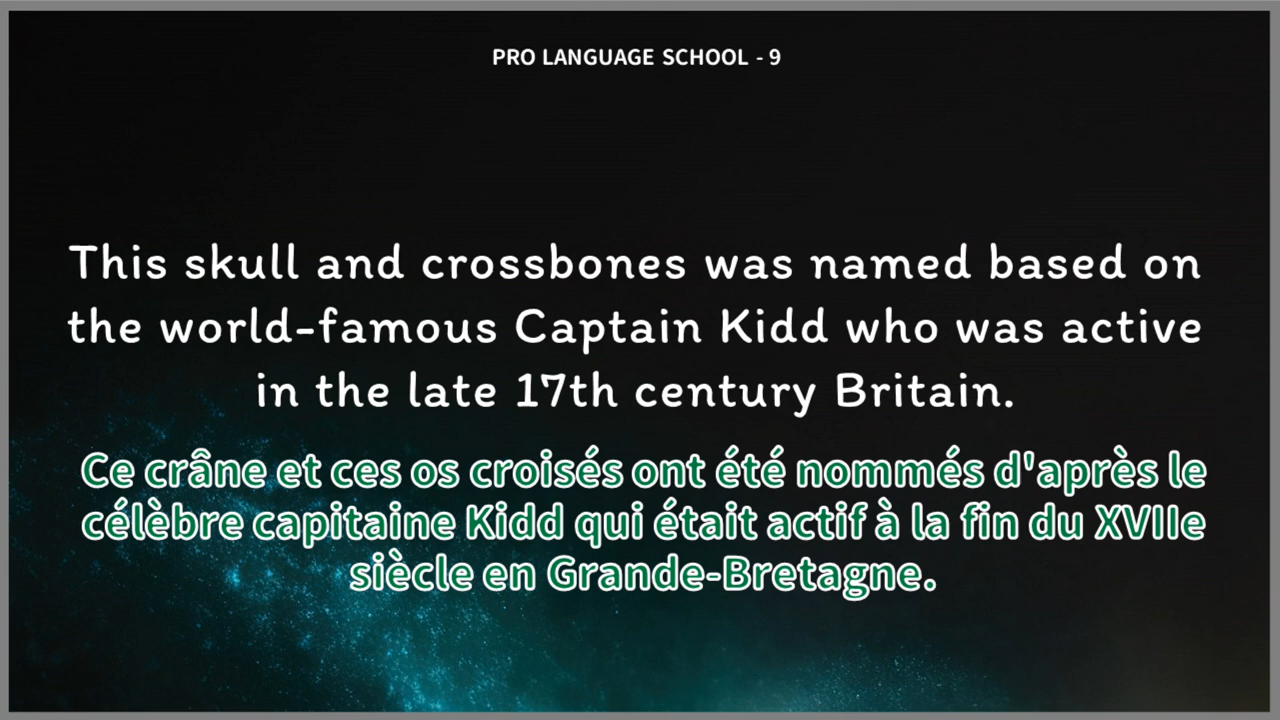 PRO LANGUAGE SCHOOL - 9
This skull and crossbones was named based on
the world-famous Captain Kidd who was active
in the late 17th century Britain.
Ce crâne et ces os croisés ont été nommés d'après le
célèbre capitaine Kidd qui était actif à la fin du XVIIe
siècle en Grande-Bretagne.